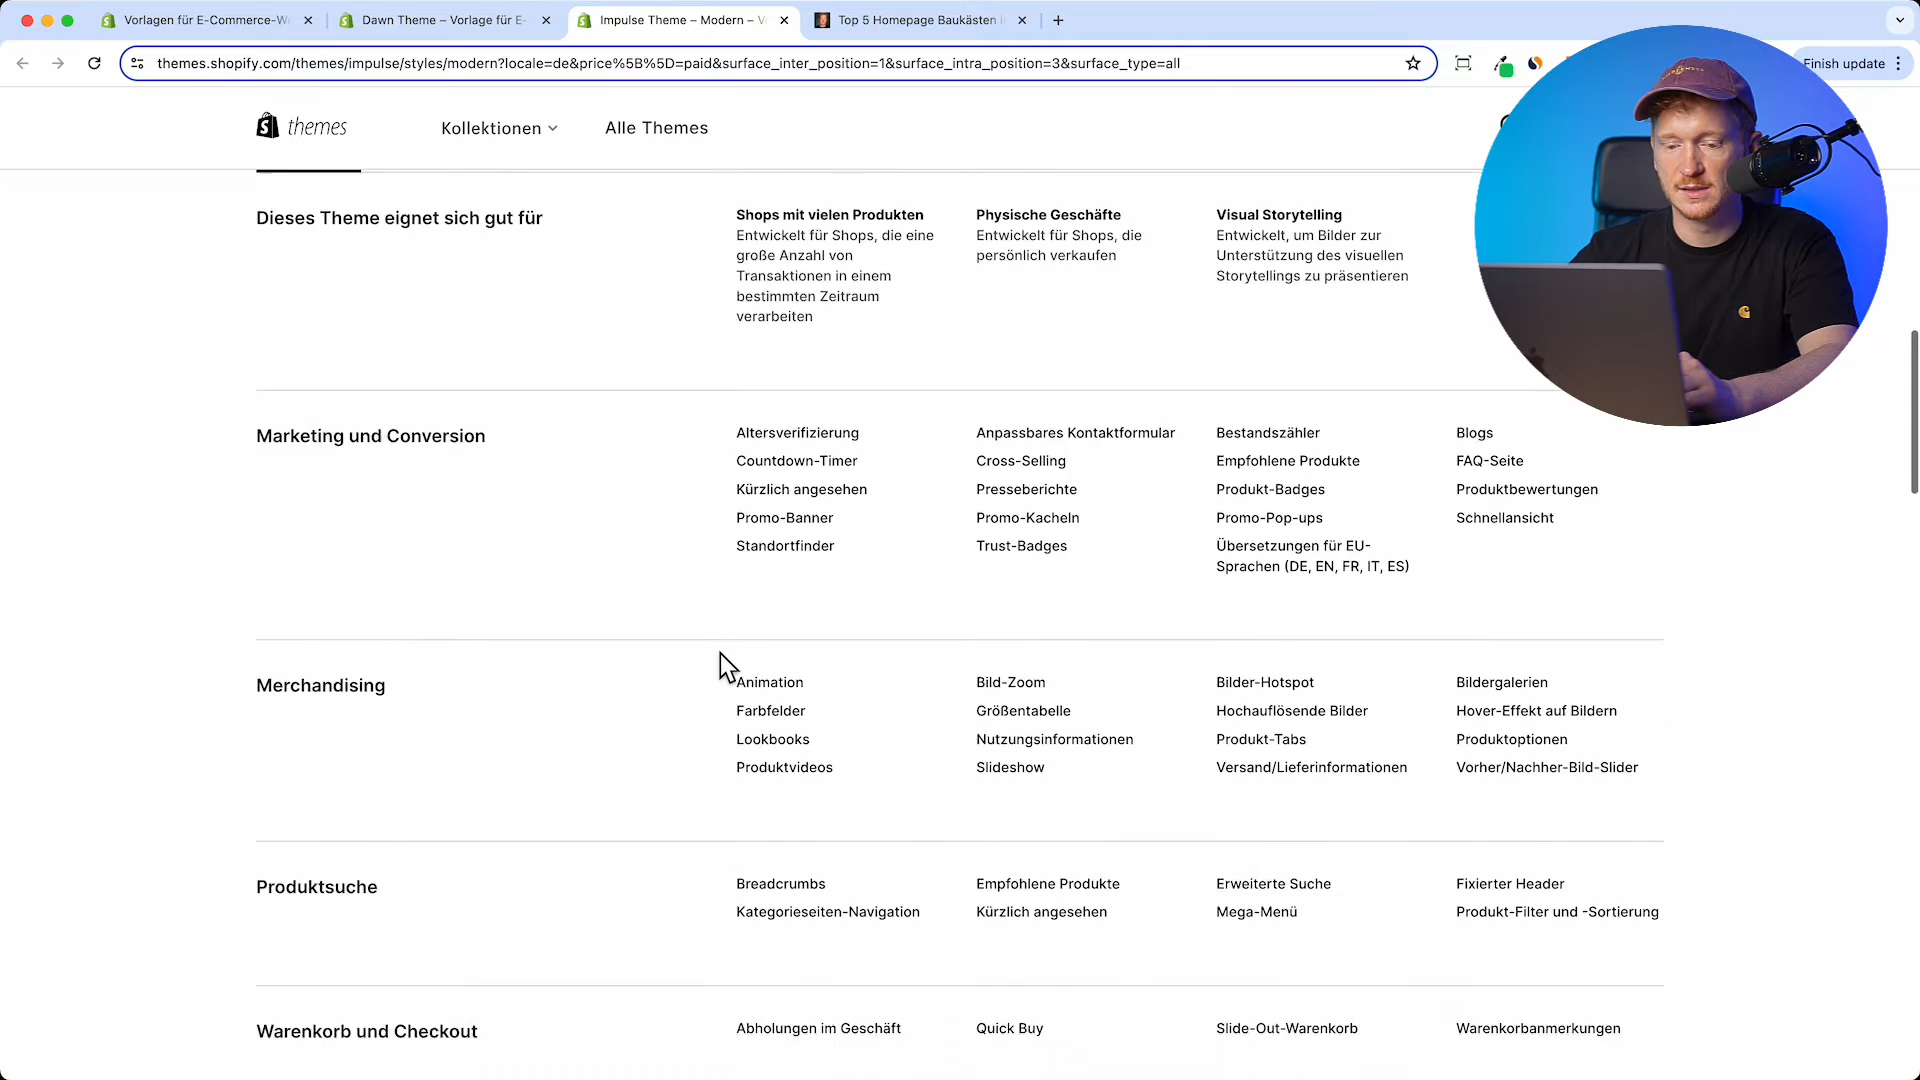 Vorlagen für E-Commerce-We
Dawn Theme – Vorlage für E-
Impulse Theme – Modern – V
Top 5 Homepage Baukästen i
themes.shopify.com/themes/impulse/styles/modern?locale=de&price%5B%5D=paid&surface_inter_position=1&surface_intra_position=3&surface_type=all
Finish update
themes
Kollektionen
Alle Themes
Dieses Theme eignet sich gut für
Shops mit vielen Produkten
Entwickelt für Shops, die eine
große Anzahl von
Transaktionen in einem
bestimmten Zeitraum
verarbeiten
Physische Geschäfte
Entwickelt für Shops, die
persönlich verkaufen
Visual Storytelling
Entwickelt, um Bilder zur
Unterstützung des visuellen
Storytellings zu präsentieren
Marketing und Conversion
Altersverifizierung
Anpassbares Kontaktformular
Bestandszähler
Blogs
Countdown-Timer
Cross-Selling
Empfohlene Produkte
FAQ-Seite
Kürzlich angesehen
Presseberichte
Produkt-Badges
Produktbewertungen
Promo-Banner
Promo-Kacheln
Promo-Pop-ups
Schnellansicht
Standortfinder
Trust-Badges
Übersetzungen für EU-
Sprachen (DE, EN, FR, IT, ES)
Merchandising
Animation
Bild-Zoom
Bilder-Hotspot
Bildergalerien
Farbfelder
Größentabelle
Hochauflösende Bilder
Hover-Effekt auf Bildern
Lookbooks
Nutzungsinformationen
Produkt-Tabs
Produktoptionen
Produktvideos
Slideshow
Versand/Lieferinformationen
Vorher/Nachher-Bild-Slider
Produktsuche
Breadcrumbs
Empfohlene Produkte
Erweiterte Suche
Fixierter Header
Kategorieseiten-Navigation
Kürzlich angesehen
Mega-Menü
Produkt-Filter und -Sortierung
Warenkorb und Checkout
Abholungen im Geschäft
Quick Buy
Slide-Out-Warenkorb
Warenkorbanmerkungen